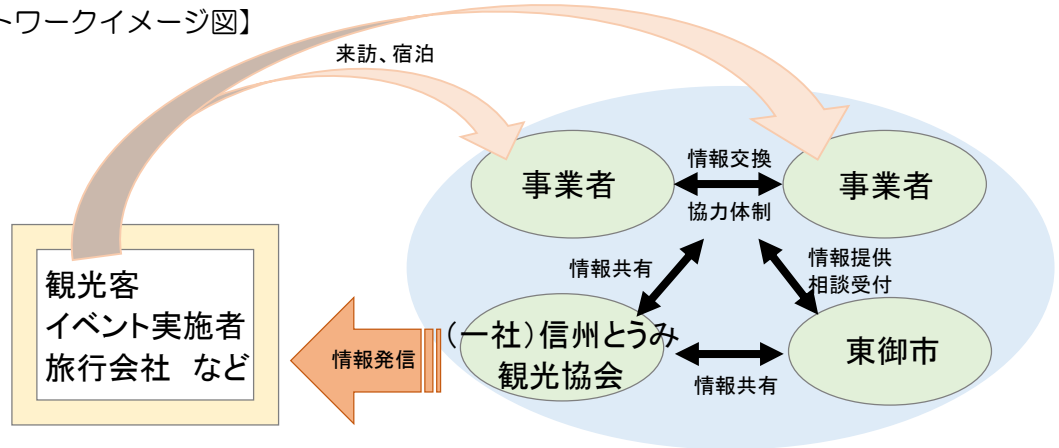 トワークイメージ図】
来訪、宿泊
事業者
情報交換
協力体制
事業者
情報共有
情報提供
相談受付
観光客
イベント実施者
旅行会社　など
情報発信
(一社)信州とうみ
観光協会
情報共有
東御市